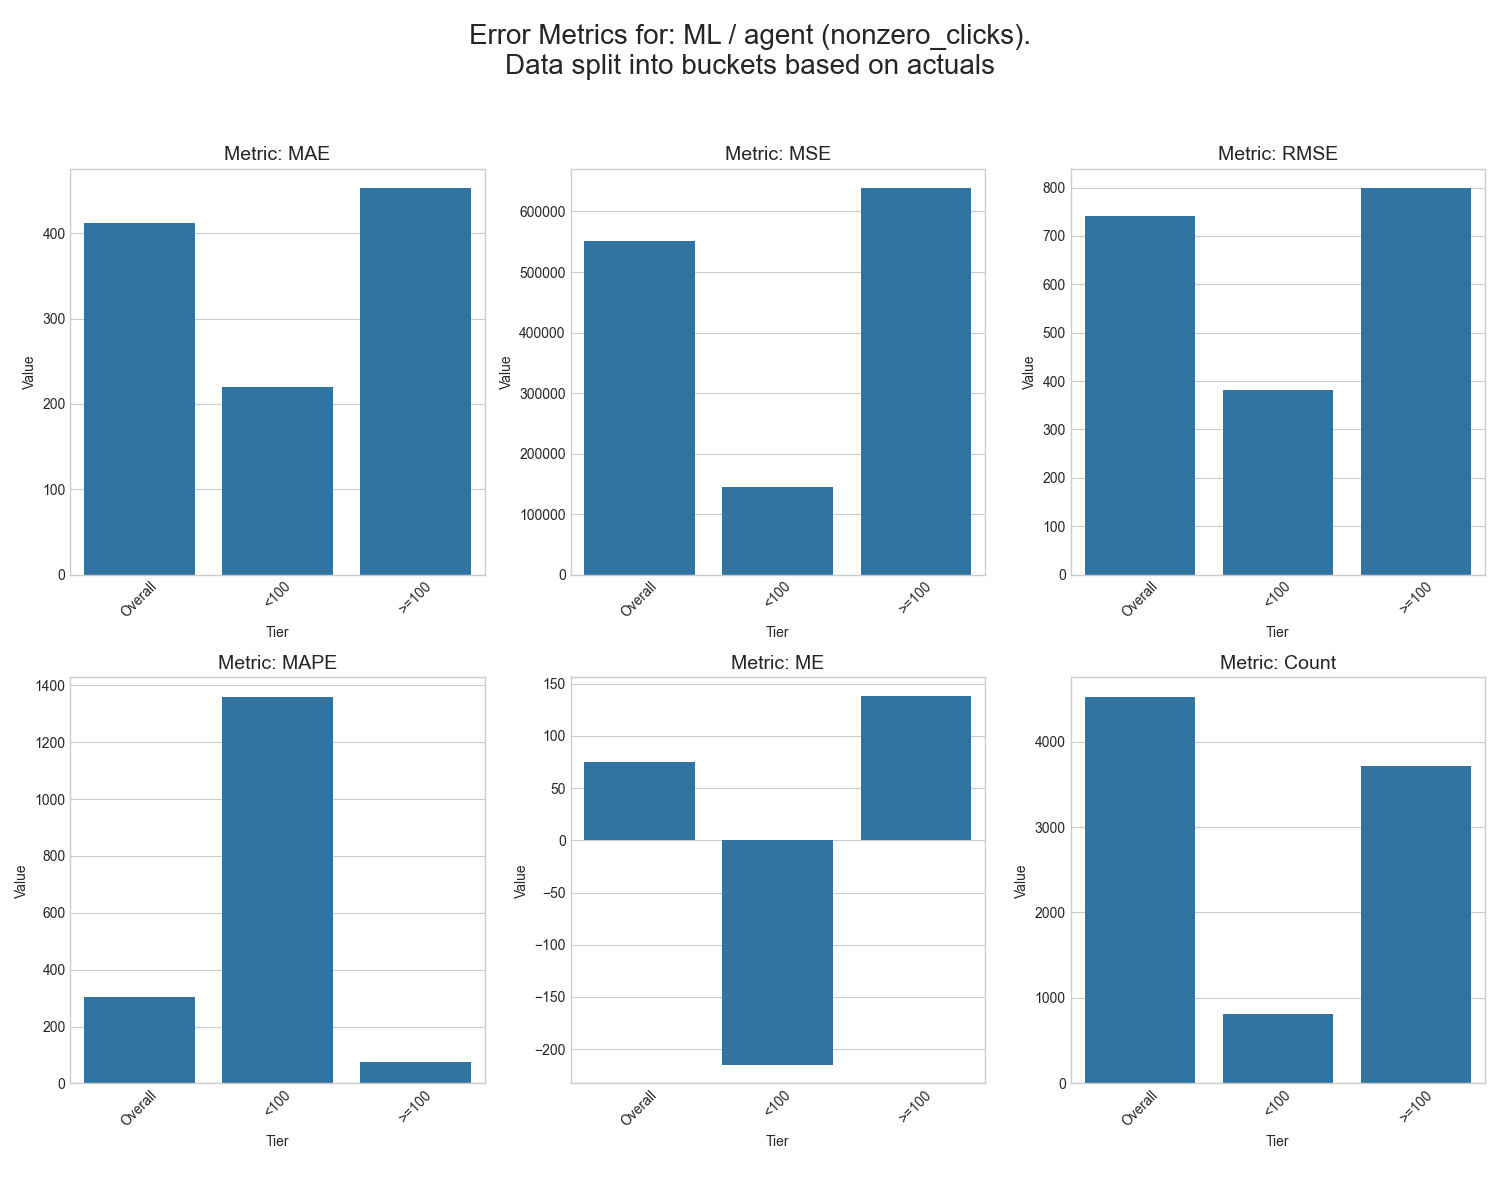 Error Metrics for: ML / agent (nonzero_clicks).
Data split into buckets based on actuals
Metric: MAE
Value
400
300
200
100
0
Overall
<100
>=100
Tier
Metric: MSE
Value
600000
500000
400000
300000
200000
100000
0
Overall
<100
>=100
Tier
Metric: RMSE
Value
800
700
600
500
400
300
200
100
0
Overall
<100
>=100
Tier
Metric: MAPE
Value
1400
1200
1000
800
600
400
200
0
Overall
<100
>=100
Tier
Metric: ME
Value
150
100
50
0
−50
−100
−150
−200
Overall
<100
>=100
Tier
Metric: Count
Value
4000
3000
2000
1000
0
Overall
<100
>=100
Tier